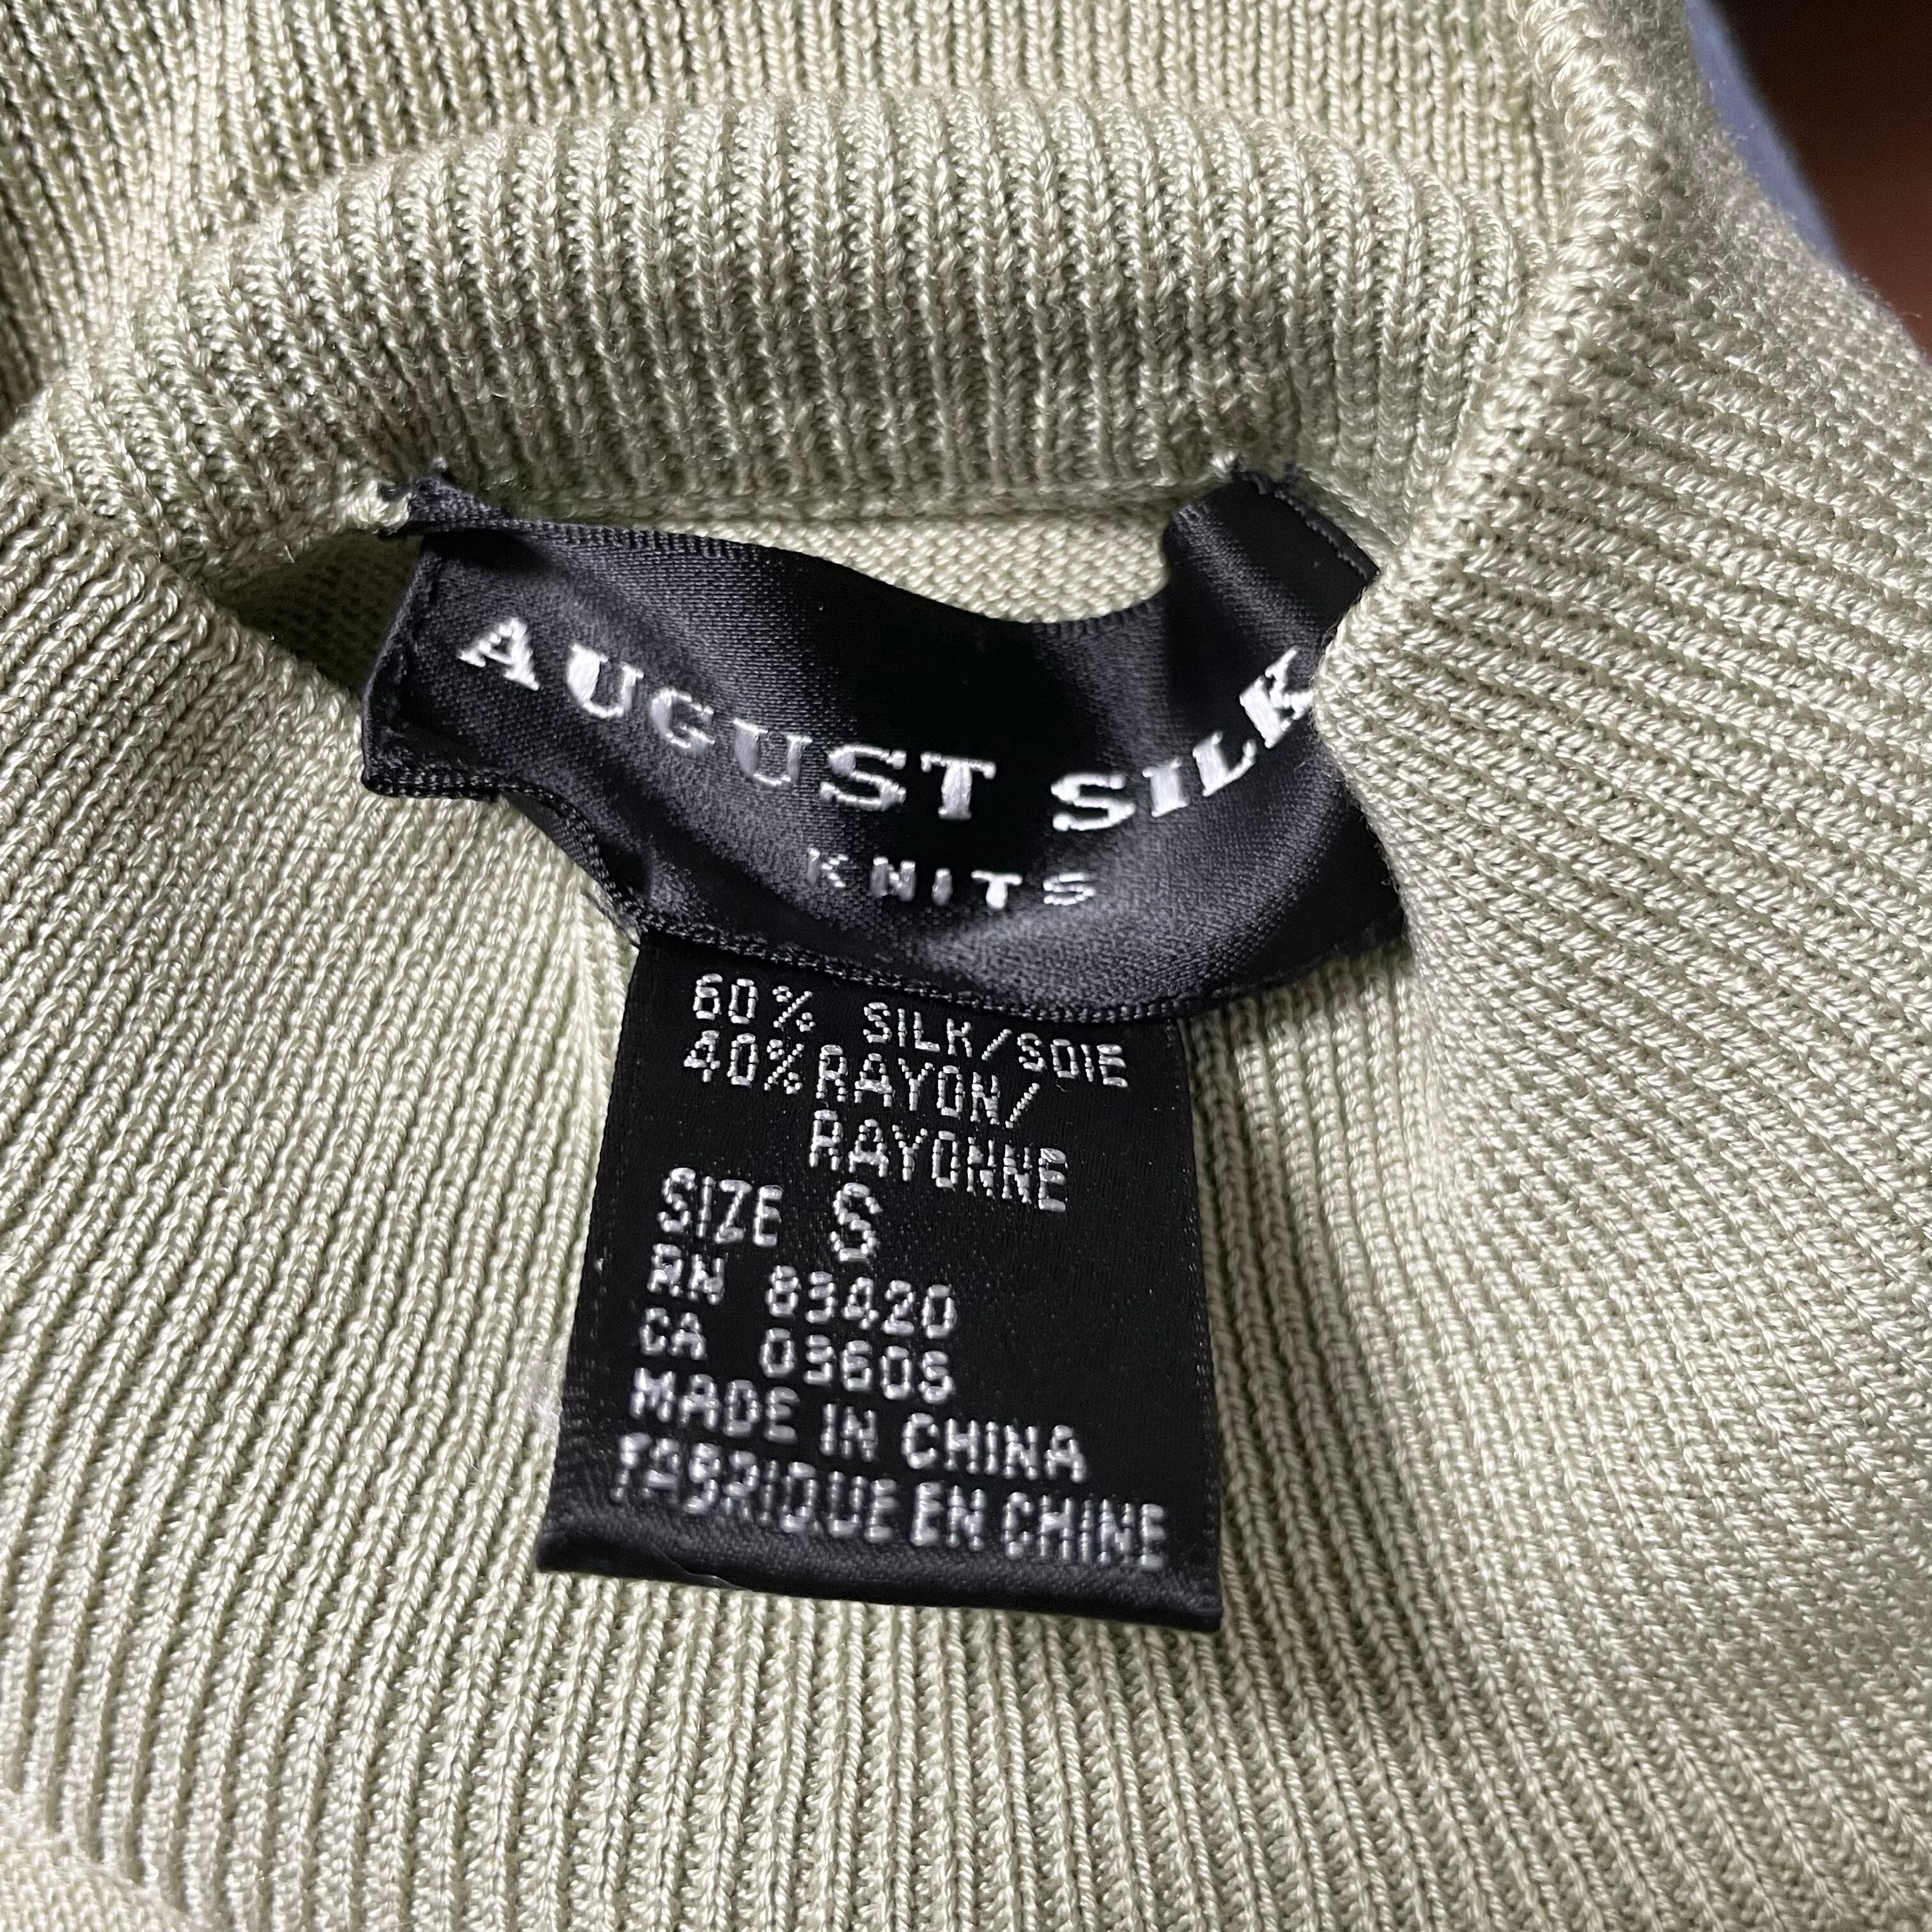 AUGUST SILK
KNITS
60% SILK/SOIE
40% RAYON/
RAYONNE
SIZE S
RN 83420
CA 03605
MADE IN CHINA
FABRIQUE EN CHINE